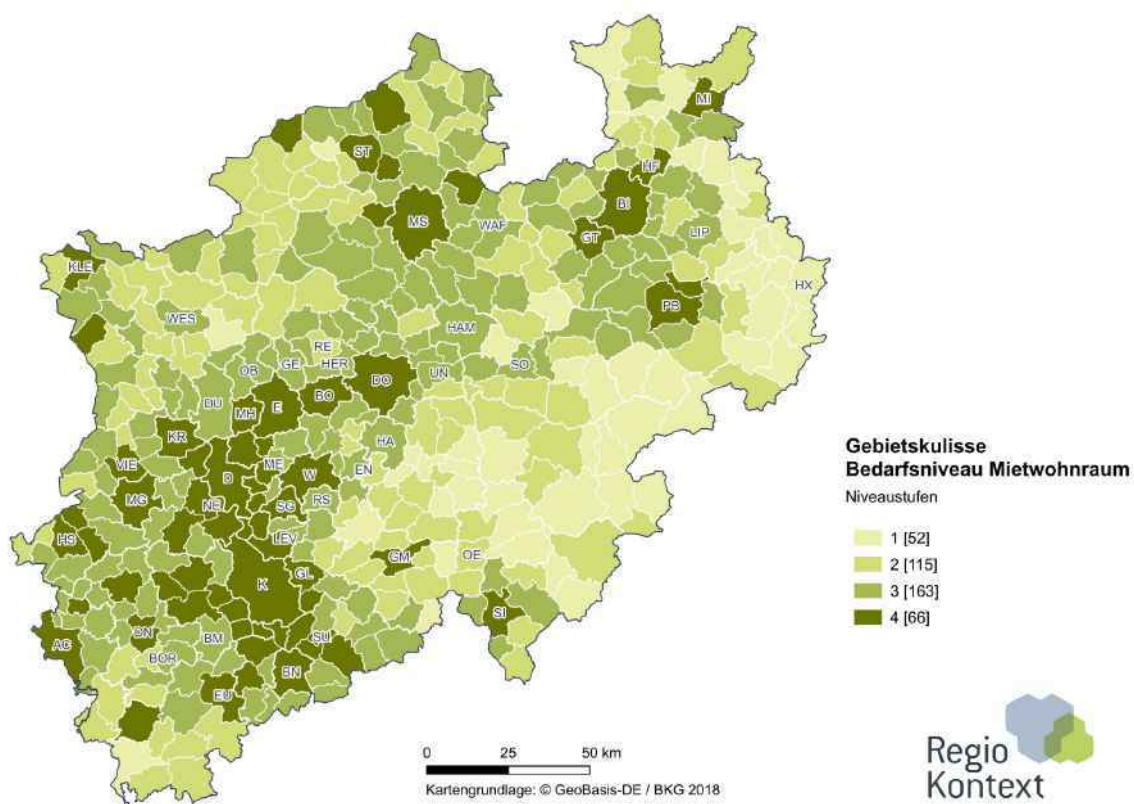 MI
ST
HF
MS
BI
WAF
GT
LIP
KLE
HX
PB
WES
HAM
RE
OB
GE
HER
SO
UN
DO
DU
MH
E
BO
KR
HA
VIE
ME
D
W
EN
MG
NE
SG
RS
LEV
HS
GM
OE
K
GL
SI
DN
BM
SU
AC
BOR
BN
EU
Gebietskulisse
Bedarfsniveau Mietwohnraum
Niveaustufen
1 [52]
2 [115]
3 [163]
4 [66]
0 25 50 km
Kartengrundlage: © GeoBasis-DE / BKG 2018
Regio
Kontext